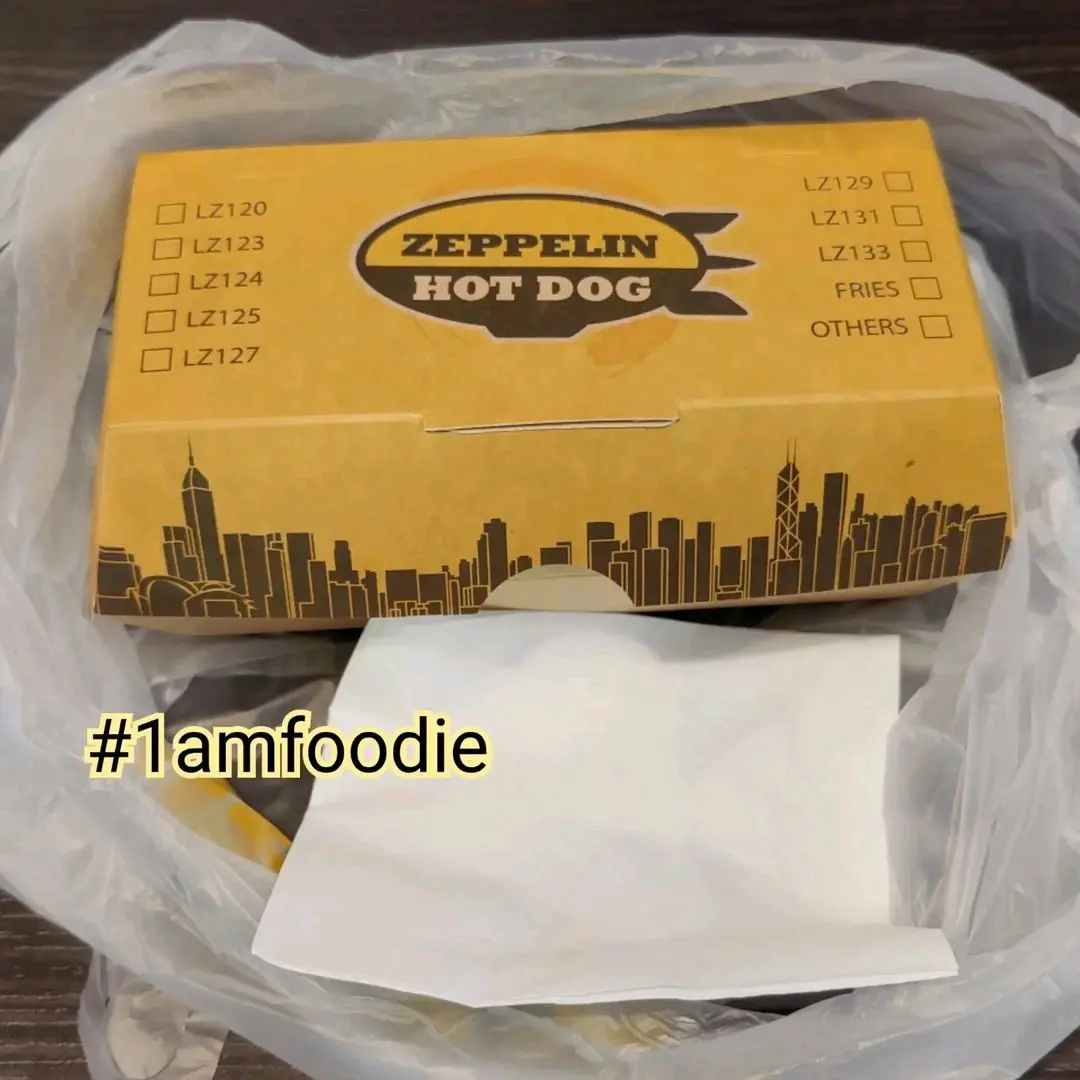 ZEPPELIN
HOT DOG
LZ120
LZ123
LZ124
LZ125
LZ127
LZ129
LZ131
LZ133
FRIES
OTHERS
#1amfoodie